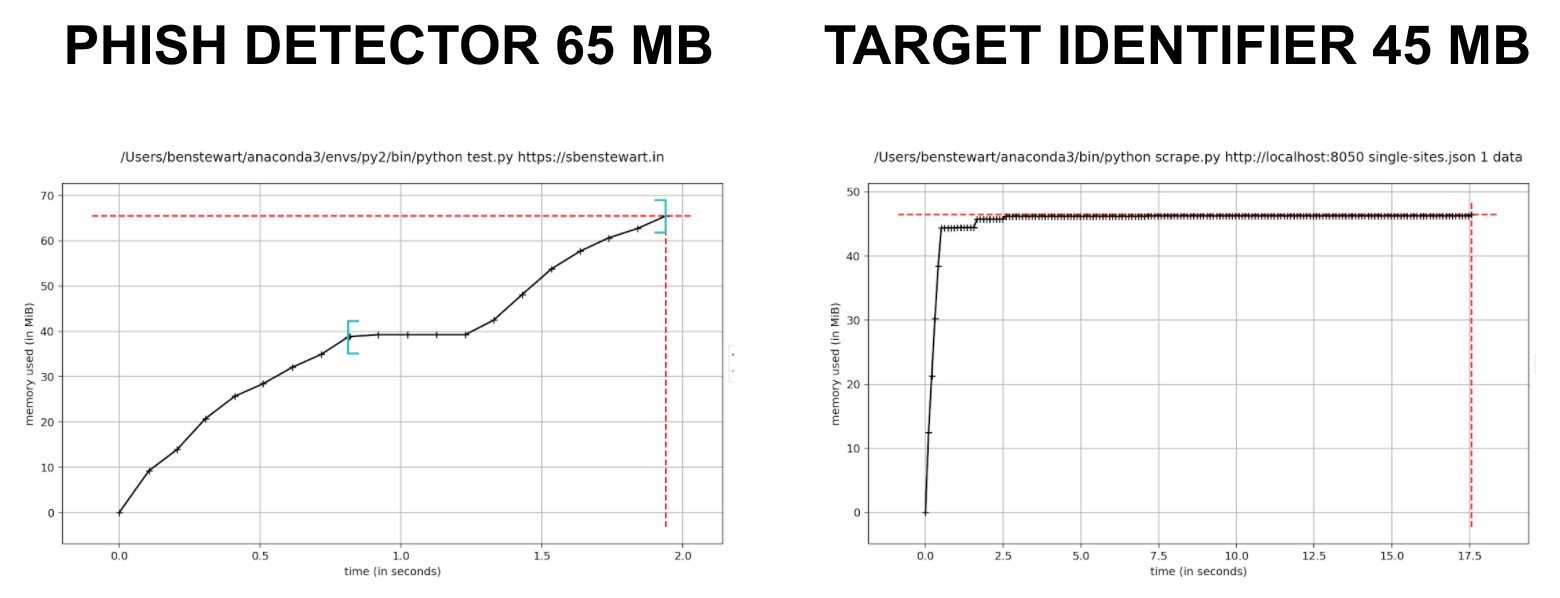 PHISH DETECTOR 65 MB
/Users/benstewart/anaconda3/envs/py2/bin/python test.py https://sbenstewart.in
memory used (in MiB)
70
60
50
40
30
20
10
0
0.0 0.5 1.0 1.5 2.0
time (in seconds)
TARGET IDENTIFIER 45 MB
/Users/benstewart/anaconda3/bin/python scrape.py http://localhost:8050 single-sites.json 1 data
memory used (in MiB)
50
40
30
20
10
0
0.0 2.5 5.0 7.5 10.0 12.5 15.0 17.5
time (in seconds)